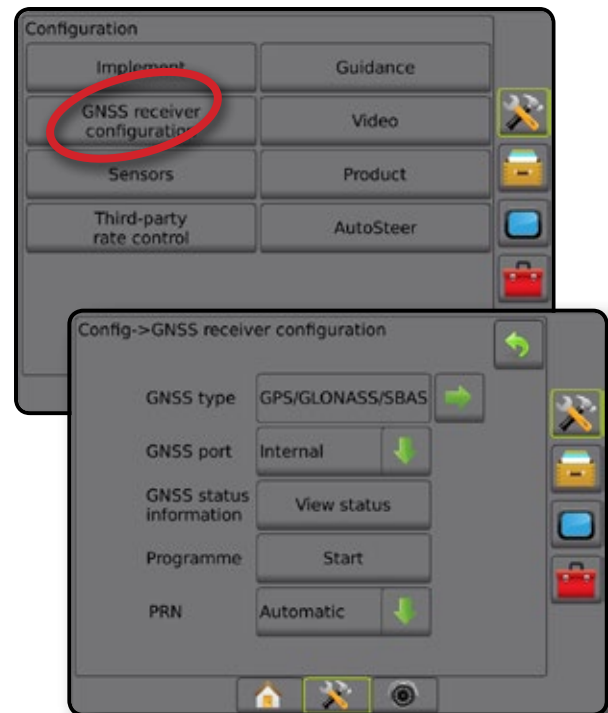 Configuration
Implement
Guidance
GNSS receiver
configuration
Video
Sensors
Product
Third-party
rate control
AutoSteer
Config->GNSS receiver configuration
GNSS type
GPS/GLONASS/SBAS
GNSS port
Internal
GNSS status
information
View status
Programme
Start
PRN
Automatic